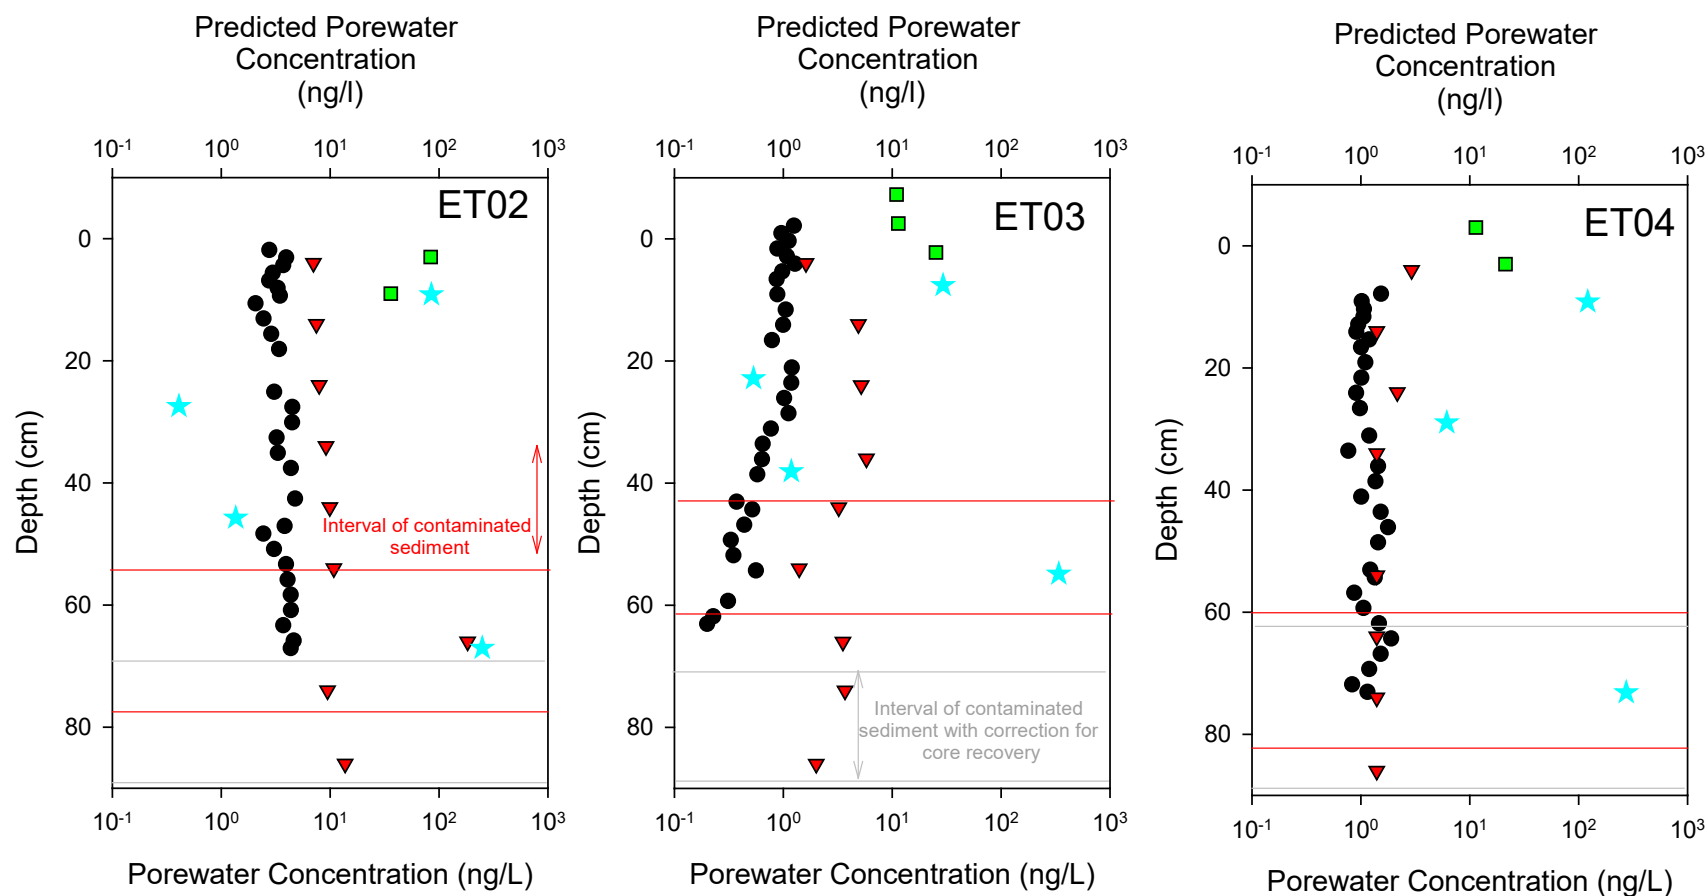 Predicted Porewater
Concentration
(ng/l)
10-1 100 101 102 103
ET02
0
20
40
60
80
Depth (cm)
Interval of contaminated
sediment
10-1 100 101 102 103
Porewater Concentration (ng/L)
Predicted Porewater
Concentration
(ng/l)
10-1 100 101 102 103
ET03
0
20
40
60
80
Depth (cm)
Interval of contaminated
sediment with correction for
core recovery
10-1 100 101 102 103
Porewater Concentration (ng/L)
Predicted Porewater
Concentration
(ng/l)
10-1 100 101 102 103
ET04
0
20
40
60
80
Depth (cm)
10-1 100 101 102 103
Porewater Concentration (ng/L)